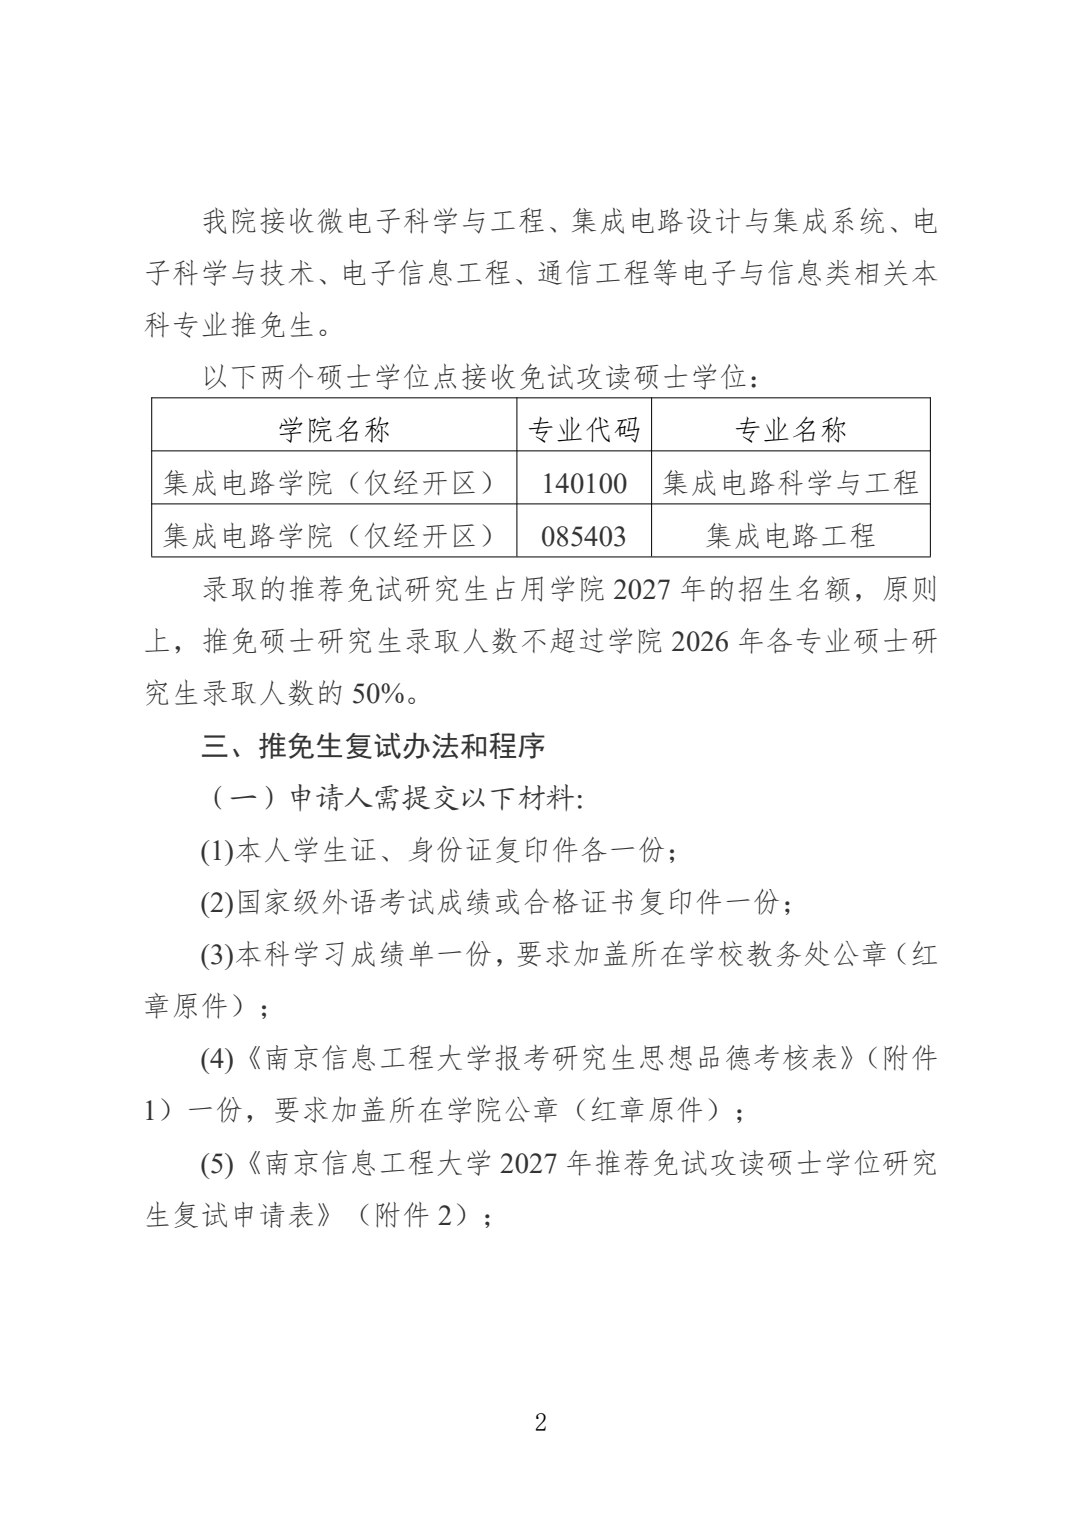 我院接收微电子科学与工程、集成电路设计与集成系统、电
子科学与技术、电子信息工程、通信工程等电子与信息类相关本
科专业推免生。
以下两个硕士学位点接收免试攻读硕士学位：
学院名称 专业代码 专业名称
集成电路学院（仅经开区） 140100 集成电路科学与工程
集成电路学院（仅经开区） 085403 集成电路工程
录取的推荐免试研究生占用学院 2027 年的招生名额，原则
上，推免硕士研究生录取人数不超过学院 2026 年各专业硕士研
究生录取人数的 50%。
三、推免生复试办法和程序
（一）申请人需提交以下材料:
(1)本人学生证、身份证复印件各一份；
(2)国家级外语考试成绩或合格证书复印件一份；
(3)本科学习成绩单一份，要求加盖所在学校教务处公章（红
章原件）；
(4)《南京信息工程大学报考研究生思想品德考核表》（附件
1）一份，要求加盖所在学院公章（红章原件）；
(5)《南京信息工程大学 2027 年推荐免试攻读硕士学位研究
生复试申请表》（附件 2）；
2